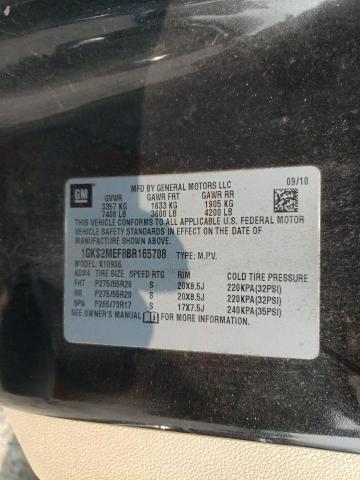 GM
MFD BY GENERAL MOTORS LLC 09/10
GVWR GAWR FRT GAWR RR
3357 KG 1633 KG 1905 KG
7400 LB 3600 LB 4200 LB
THIS VEHICLE CONFORMS TO ALL APPLICABLE U.S. FEDERAL MOTOR
VEHICLE SAFETY STANDARDS IN EFFECT ON THE DATE OF
MANUFACTURE SHOWN ABOVE.
1GKS2MEF8BR165708 TYPE: M.P.V.
MODEL: K10906
KDX4 TIRE SIZE SPEED RTG RIM COLD TIRE PRESSURE
FRT P275/55R20 S 20X8.5J 220KPA(32PSI)
RR P275/55R20 S 20X8.5J 220KPA(32PSI)
SPA P265/70R17 S 17X7.5J 240KPA(35PSI)
SEE OWNER'S MANUAL FOR MORE INFORMATION